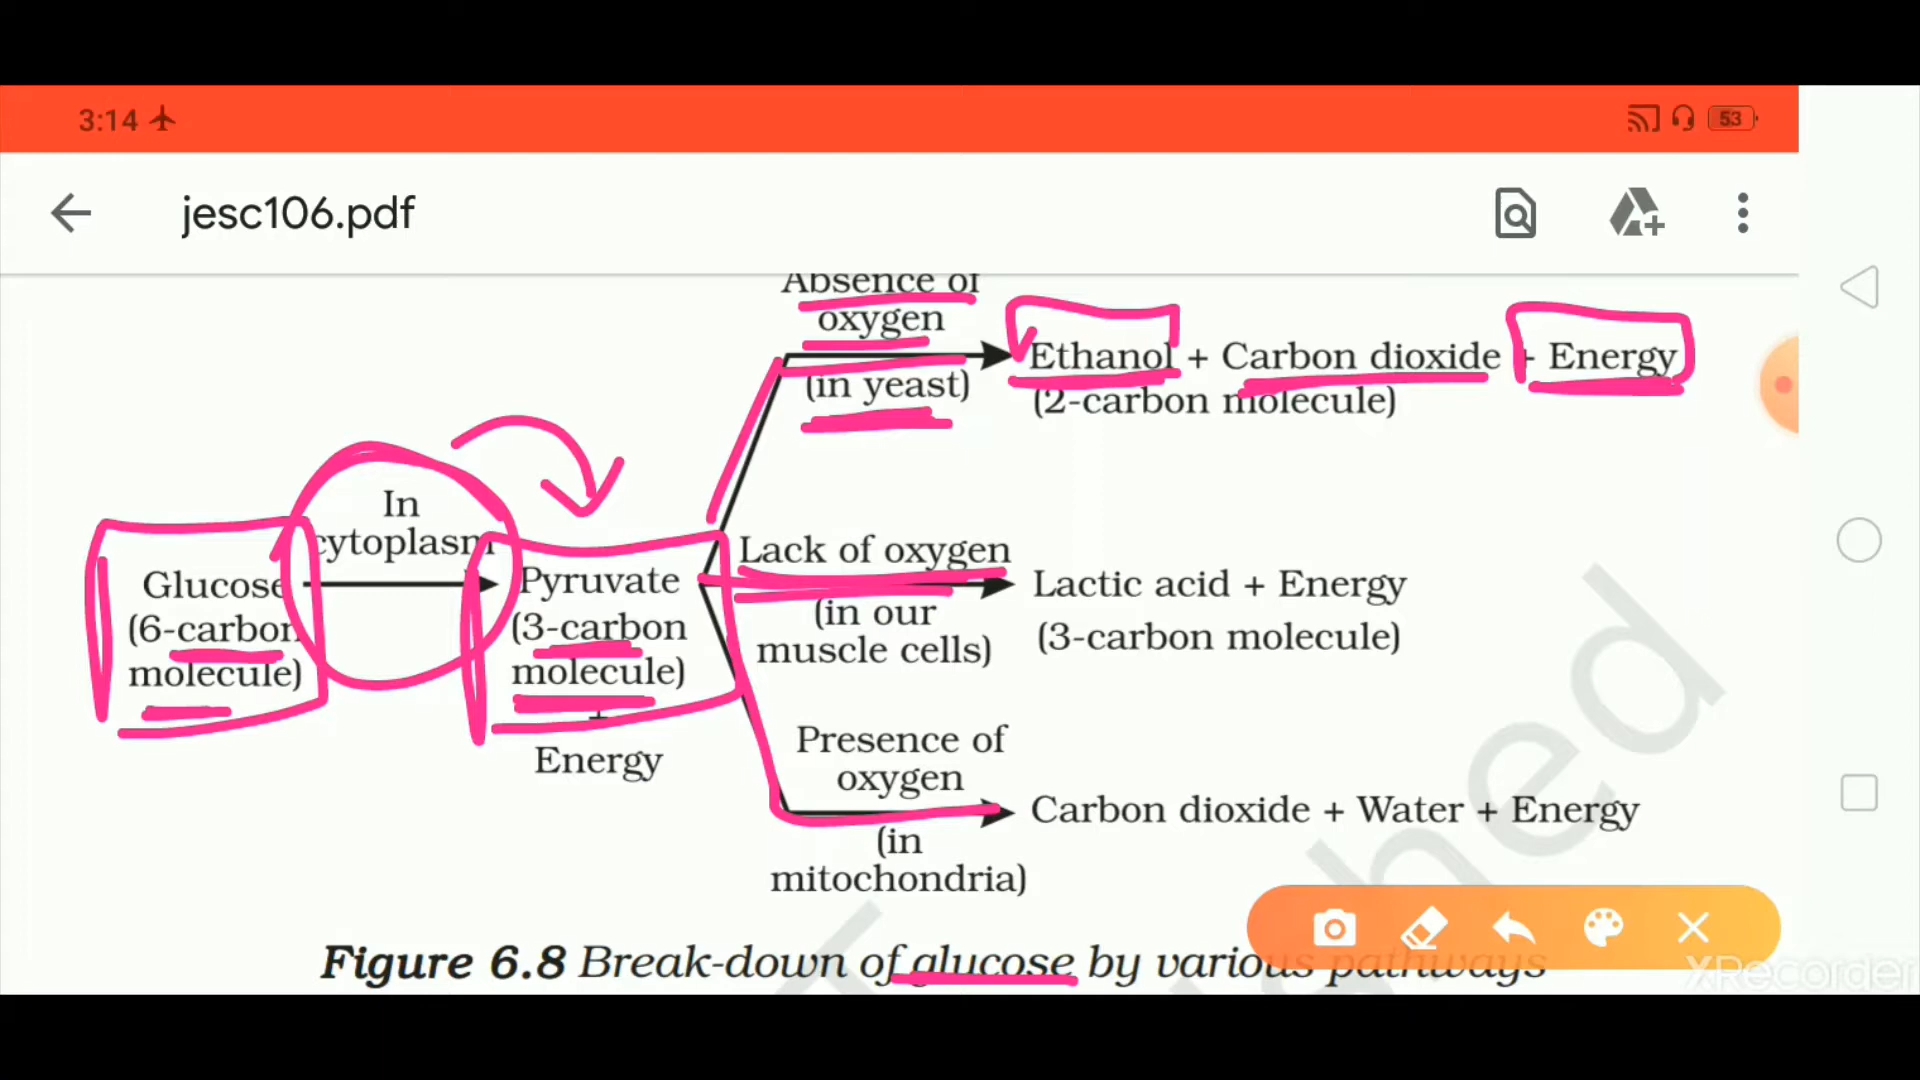 3:14
53
jesc106.pdf
Absence of
oxygen
(in yeast)
Ethanol + Carbon dioxide + Energy
(2-carbon molecule)
In
cytoplasm
Glucose
(6-carbon
molecule)
Pyruvate
(3-carbon
molecule)
+
Energy
Lack of oxygen
(in our
muscle cells)
Lactic acid + Energy
(3-carbon molecule)
Presence of
oxygen
(in
mitochondria)
Carbon dioxide + Water + Energy
Figure 6.8 Break-down of glucose by various pathways
XRecorder